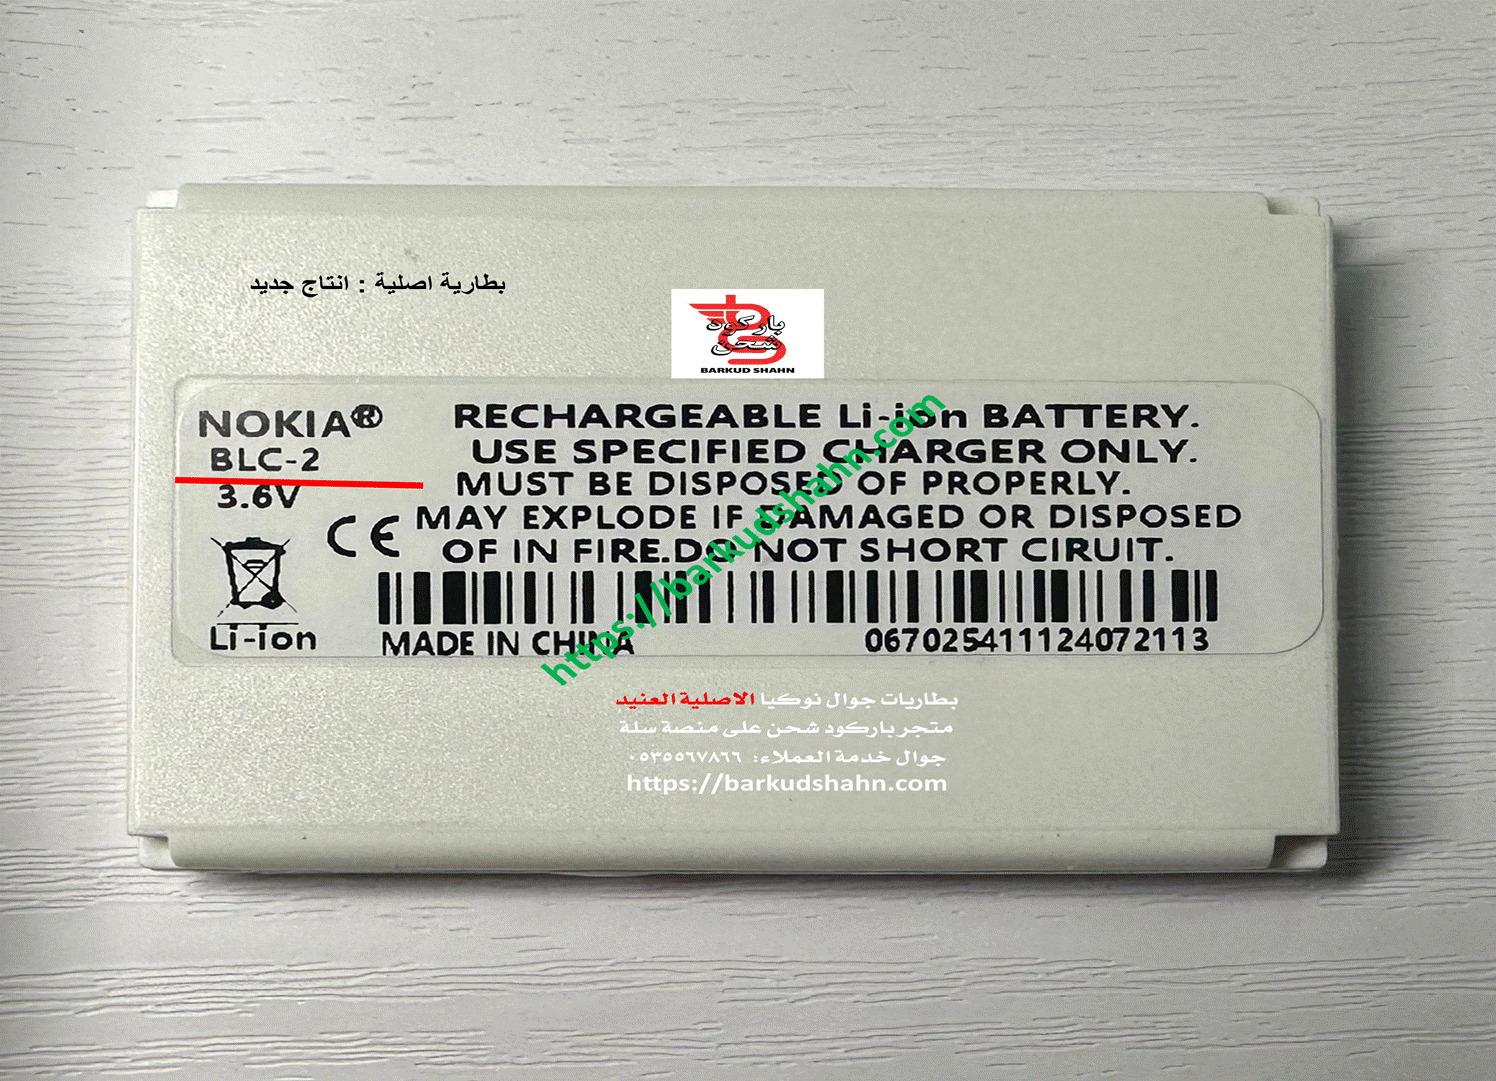 بطارية اصلية : انتاج جديد
باركود
شحن
BARKUD SHAHN
NOKIA®
BLC-2
3.6V
RECHARGEABLE Li-ion BATTERY.
USE SPECIFIED CHARGER ONLY.
MUST BE DISPOSED OF PROPERLY.
MAY EXPLODE IF DAMAGED OR DISPOSED
OF IN FIRE.DO NOT SHORT CIRUIT.
CE
Li-ion
MADE IN CHINA
067025411124072113
https://barkudshahn.com
بطاريات جوال نوكيا الاصلية العنيد
متجر باركود شحن على منصة سلة
جوال خدمة العملاء: ٠٥٣٥٥٦٧٨٦٦
https://barkudshahn.com